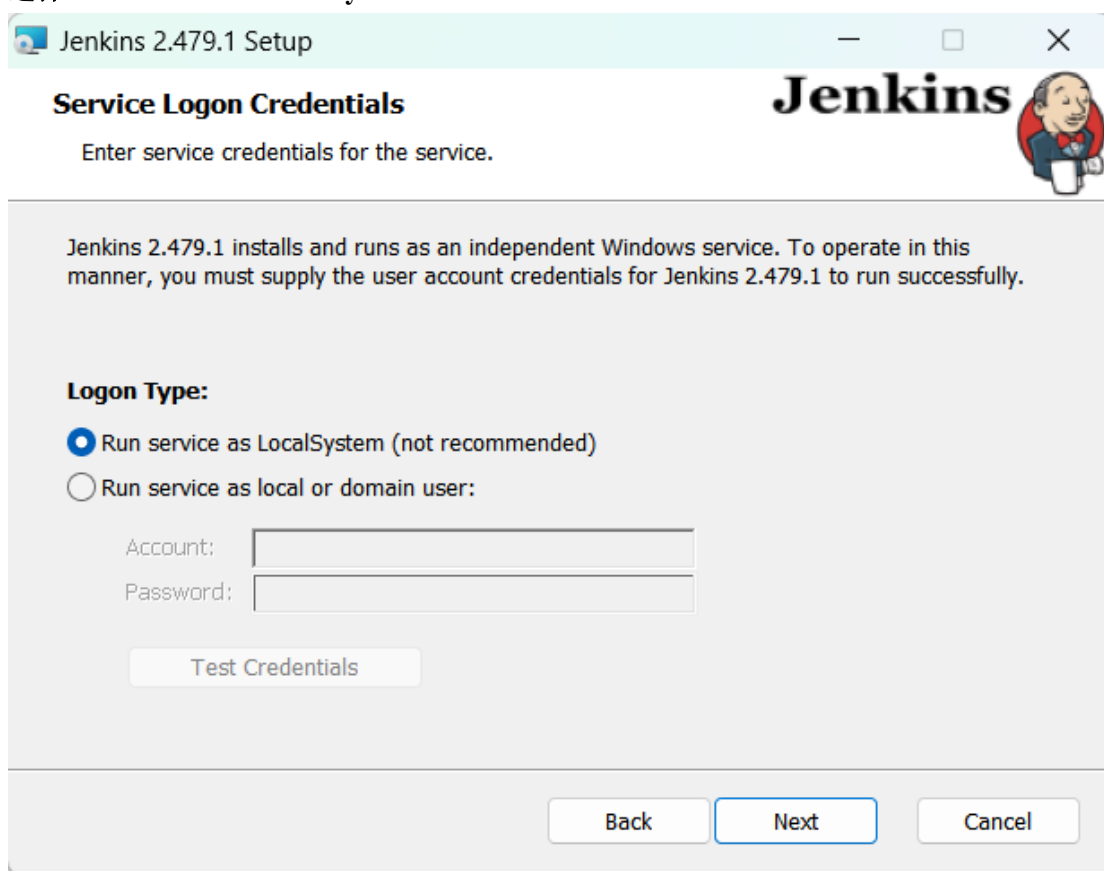 Jenkins 2.479.1 Setup
Jenkins
Service Logon Credentials
Enter service credentials for the service.
Jenkins 2.479.1 installs and runs as an independent Windows service. To operate in this
manner, you must supply the user account credentials for Jenkins 2.479.1 to run successfully.
Logon Type:
Run service as LocalSystem (not recommended)
Run service as local or domain user:
Account:
Password:
Test Credentials
Back Next Cancel